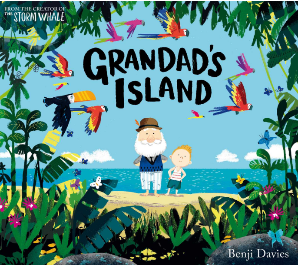 FROM THE CREATOR OF
THE STORM WHALE
GRANDAD'S
ISLAND
Benji Davies